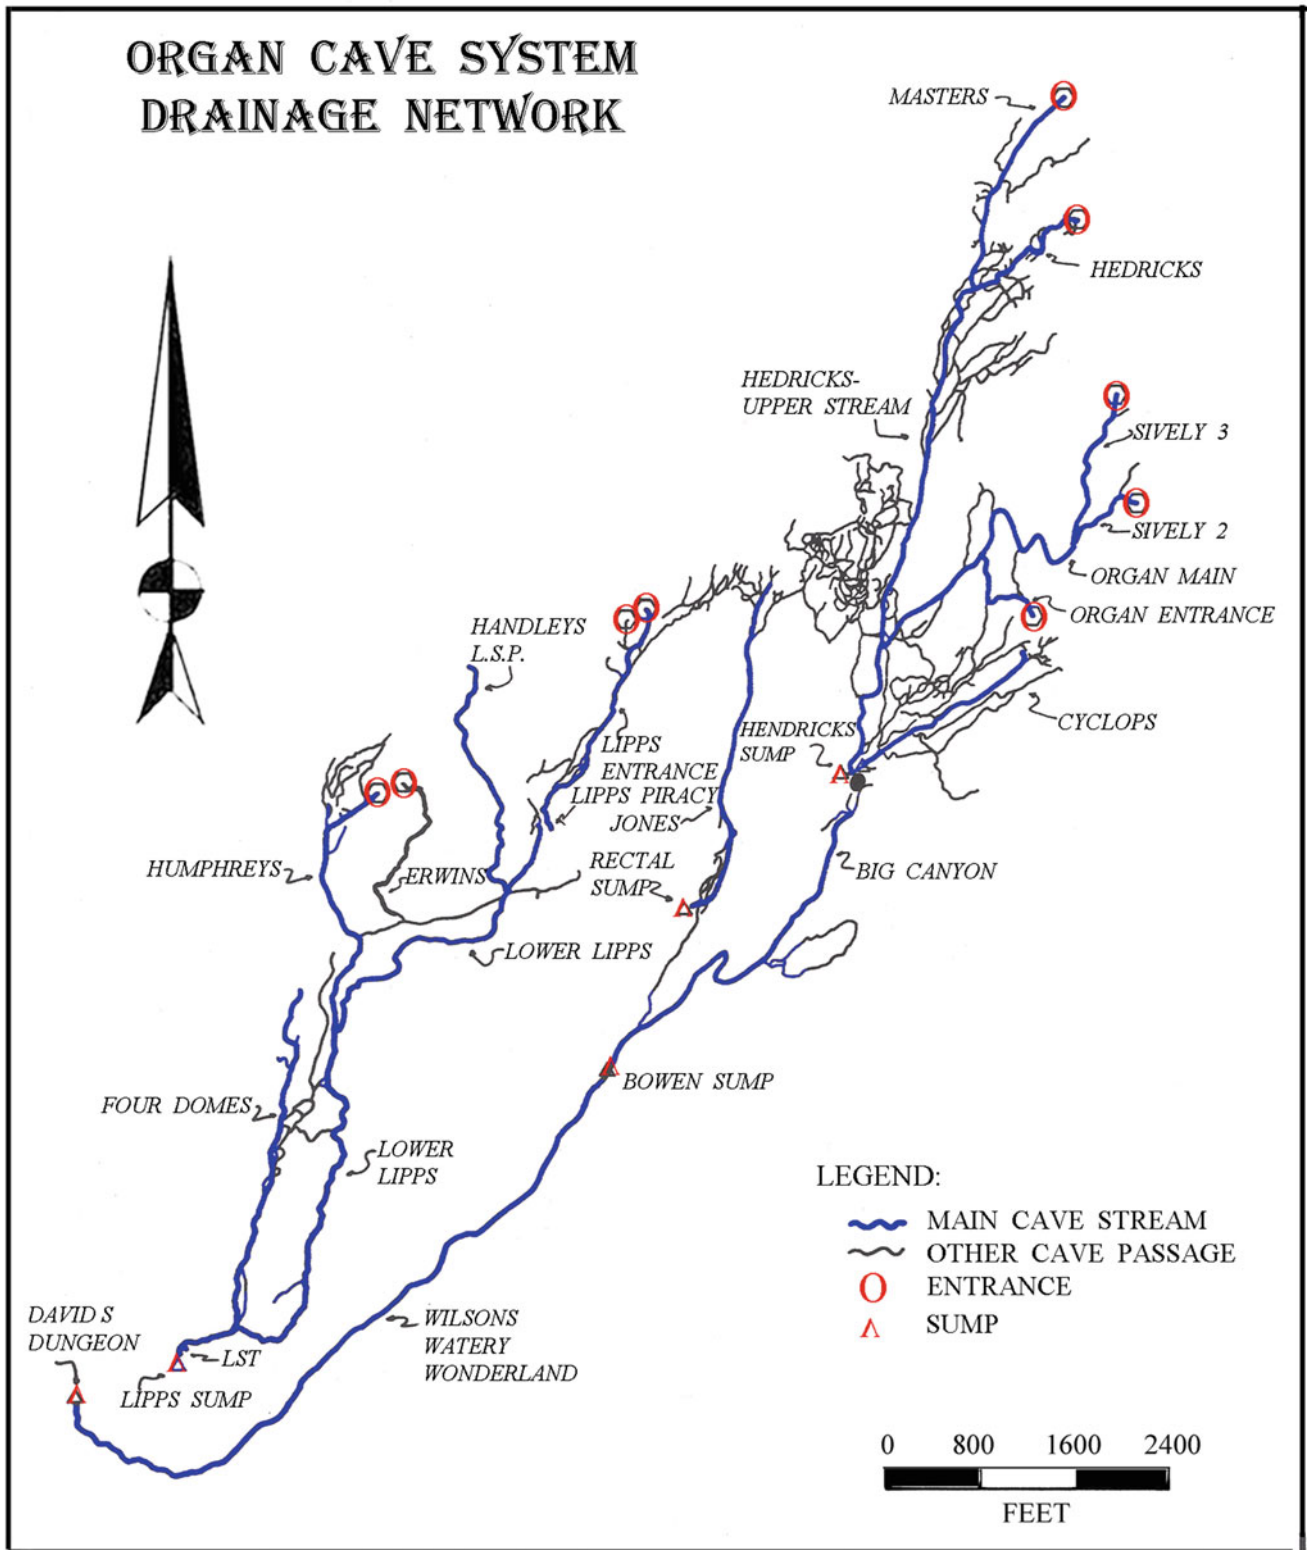 ORGAN CAVE SYSTEM
DRAINAGE NETWORK
MASTERS
HEDRICKS
HEDRICKS-
UPPER STREAM
SIVELY 3
SIVELY 2
ORGAN MAIN
ORGAN ENTRANCE
CYCLOPS
HANDLEYS
L.S.P.
LIPPS
ENTRANCE
LIPPS PIRACY
JONES
HENDRICKS
SUMP
RECTAL
SUMP
BIG CANYON
HUMPHREYS
ERWINS
LOWER LIPPS
BOWEN SUMP
FOUR DOMES
LOWER
LIPPS
DAVID S
DUNGEON
LST
LIPPS SUMP
WILSONS
WATERY
WONDERLAND
LEGEND:
MAIN CAVE STREAM
OTHER CAVE PASSAGE
ENTRANCE
SUMP
0 800 1600 2400
FEET